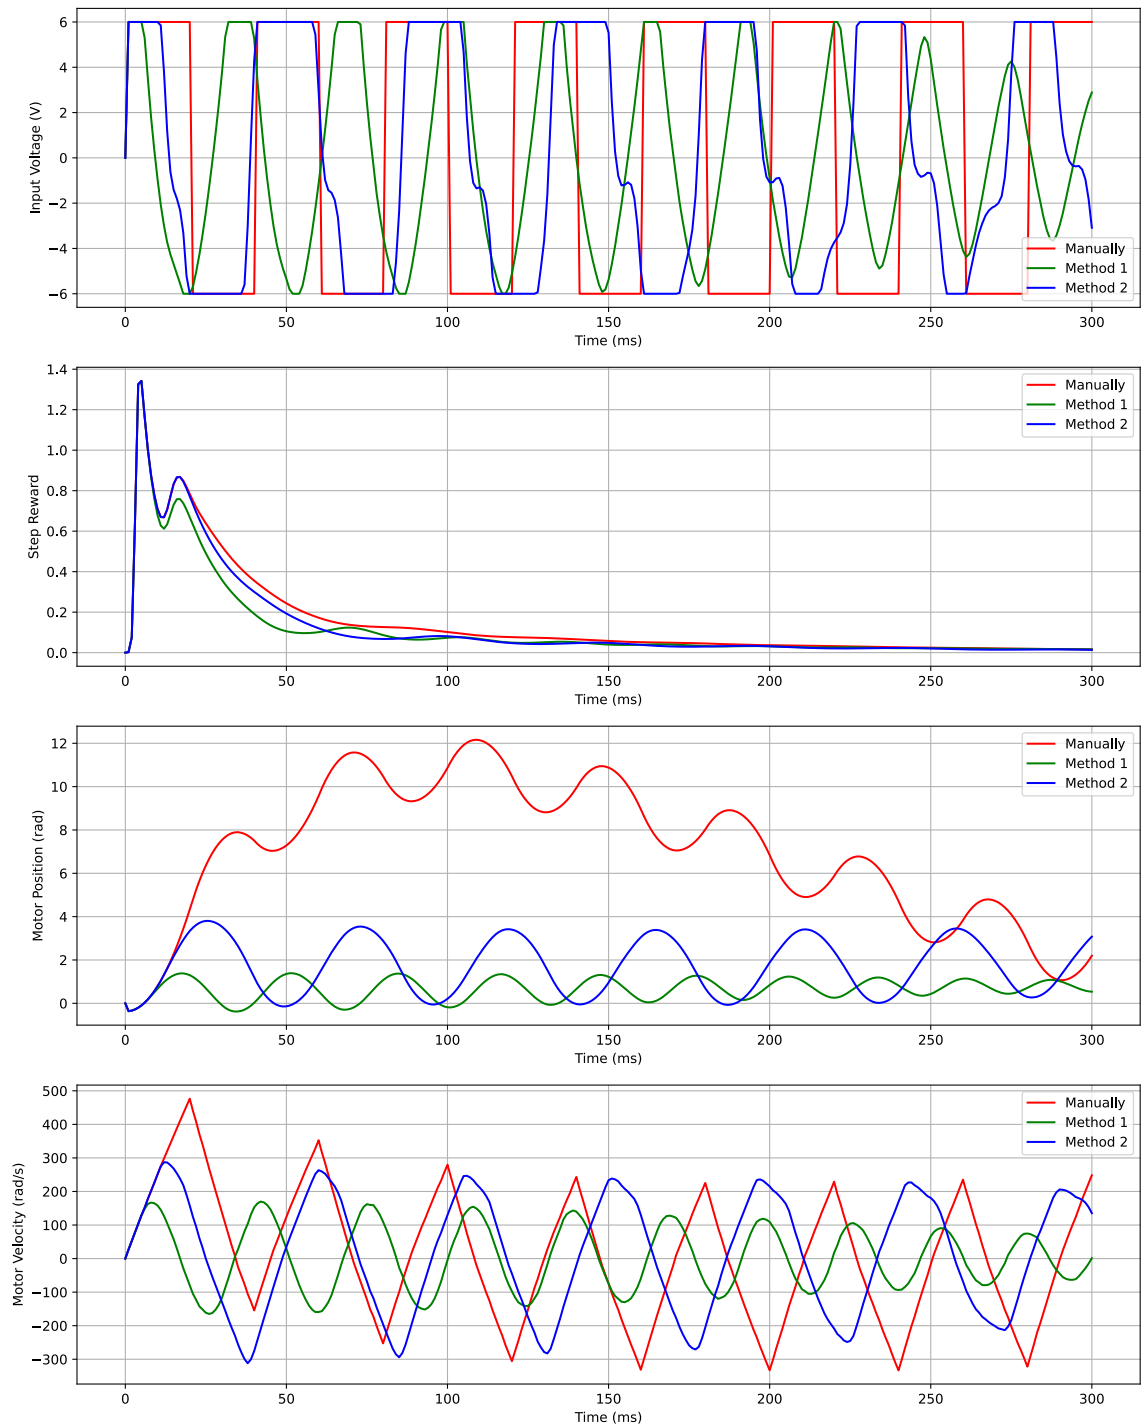 6
4
2
0
−2
−4
−6
Input Voltage (V)
0 50 100 150 200 250 300
Time (ms)
Manually
Method 1
Method 2
1.4
1.2
1.0
0.8
0.6
0.4
0.2
0.0
Step Reward
0 50 100 150 200 250 300
Time (ms)
Manually
Method 1
Method 2
12
10
8
6
4
2
0
Motor Position (rad)
0 50 100 150 200 250 300
Time (ms)
Manually
Method 1
Method 2
500
400
300
200
100
0
−100
−200
−300
Motor Velocity (rad/s)
0 50 100 150 200 250 300
Time (ms)
Manually
Method 1
Method 2